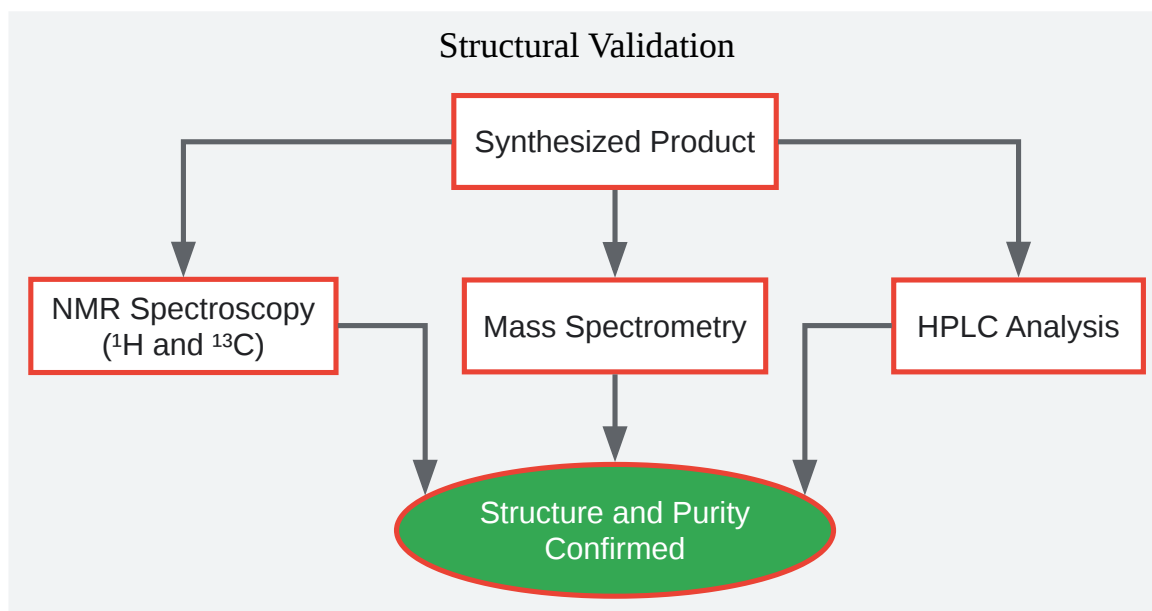 Structural Validation
Synthesized Product
NMR Spectroscopy
(¹H and ¹³C)
Mass Spectrometry
HPLC Analysis
Structure and Purity
Confirmed